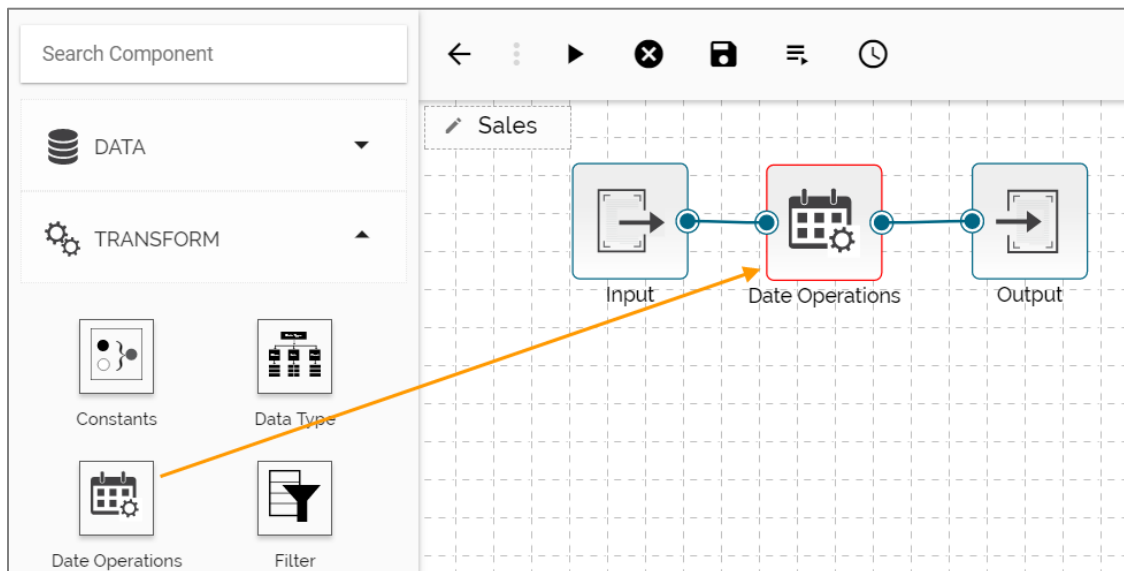 Search Component
Sales
DATA
TRANSFORM
Input
Date Operations
Output
Constants
Data Type
Date Operations
Filter